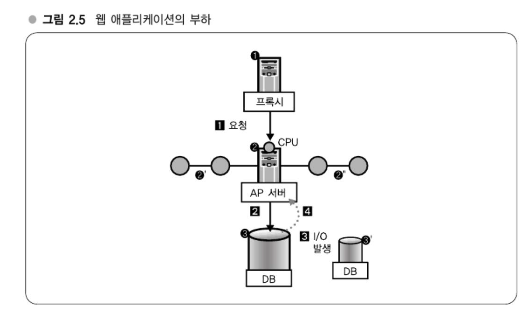 ● 그림 2.5 웹 애플리케이션의 부하
❶
프록시
1 요청
❷ CPU
❷' ❷"
AP 서버
2 4
❸ 3 I/O
발생
❸'
DB
DB